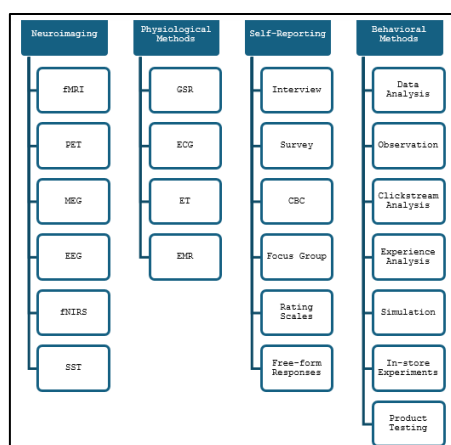 Neuroimaging
fMRI
PET
MEG
EEG
fNIRS
SST
Physiological
Methods
GSR
ECG
ET
EMR
Self-Reporting
Interview
Survey
CBC
Focus Group
Rating
Scales
Free-form
Responses
Behavioral
Methods
Data
Analysis
Observation
Clickstream
Analysis
Experience
Analysis
Simulation
In-store
Experiments
Product
Testing